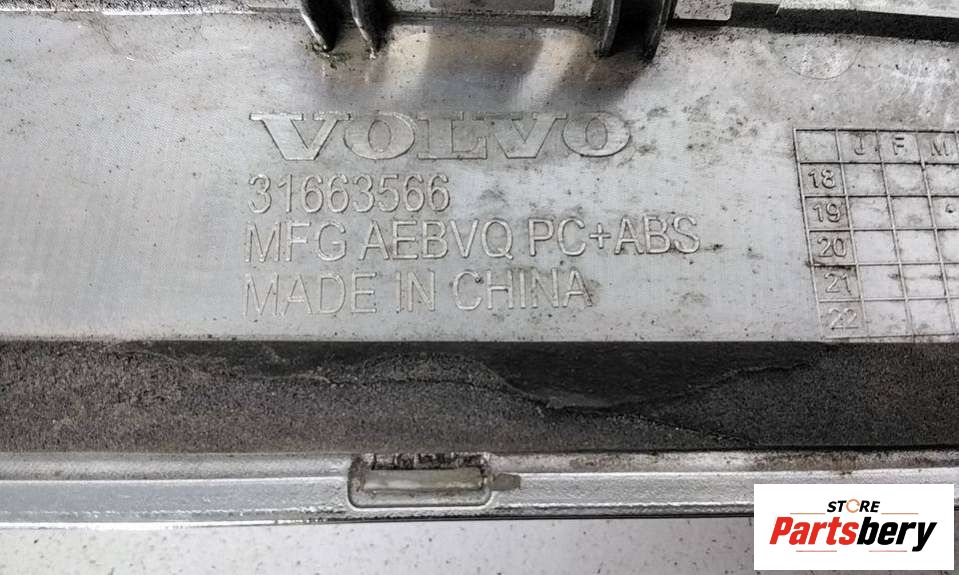 VOLVO
31663566
MFG AEBVQ PC+ABS
MADE IN CHINA
J F M
18
19
20
21
22
STORE
Partsbery